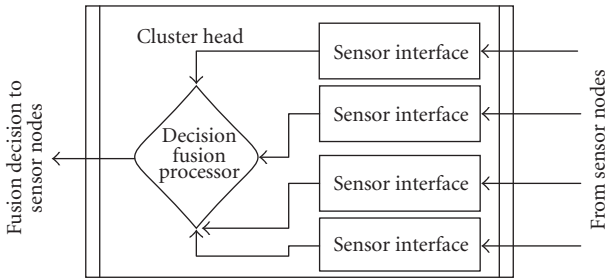 Cluster head
Sensor interface
Sensor interface
Sensor interface
Sensor interface
Decision
fusion
processor
Fusion decision to
sensor nodes
From sensor nodes